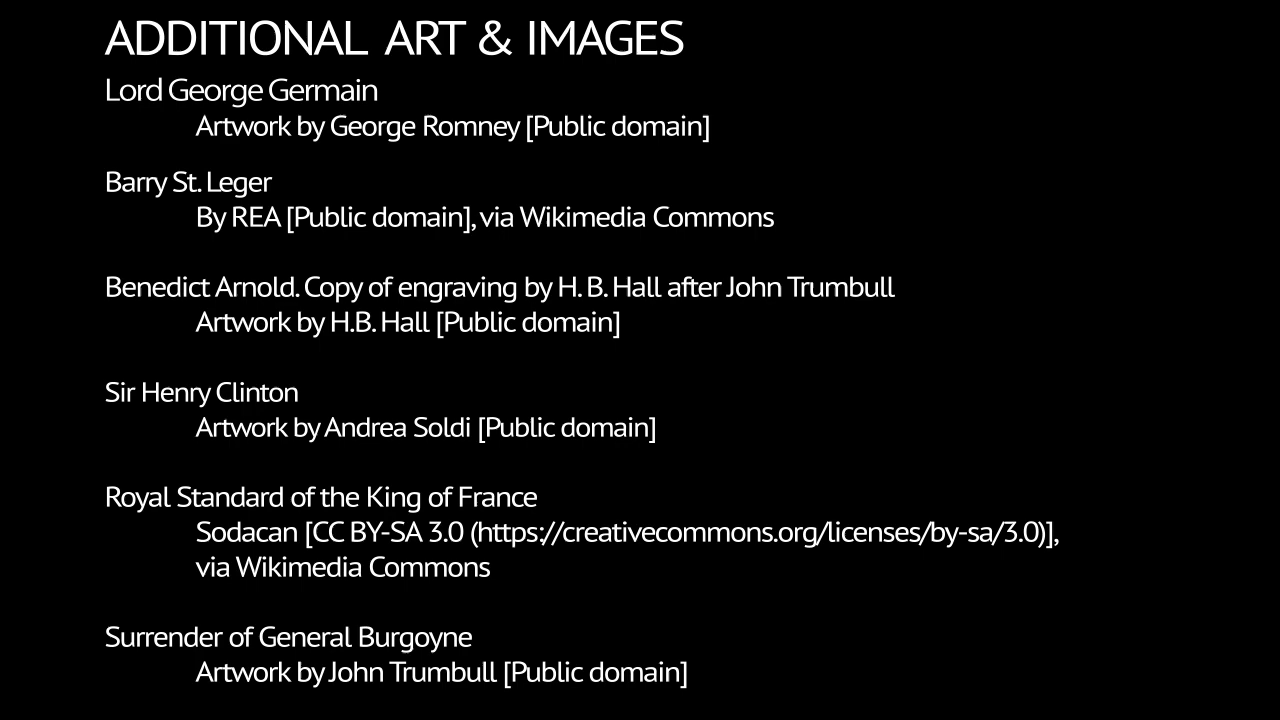 ADDITIONAL ART & IMAGES
Lord George Germain
Artwork by George Romney [Public domain]
Barry St. Leger
By REA [Public domain], via Wikimedia Commons
Benedict Arnold. Copy of engraving by H. B. Hall after John Trumbull
Artwork by H.B. Hall [Public domain]
Sir Henry Clinton
Artwork by Andrea Soldi [Public domain]
Royal Standard of the King of France
Sodacan [CC BY-SA 3.0 (https://creativecommons.org/licenses/by-sa/3.0)],
via Wikimedia Commons
Surrender of General Burgoyne
Artwork by John Trumbull [Public domain]